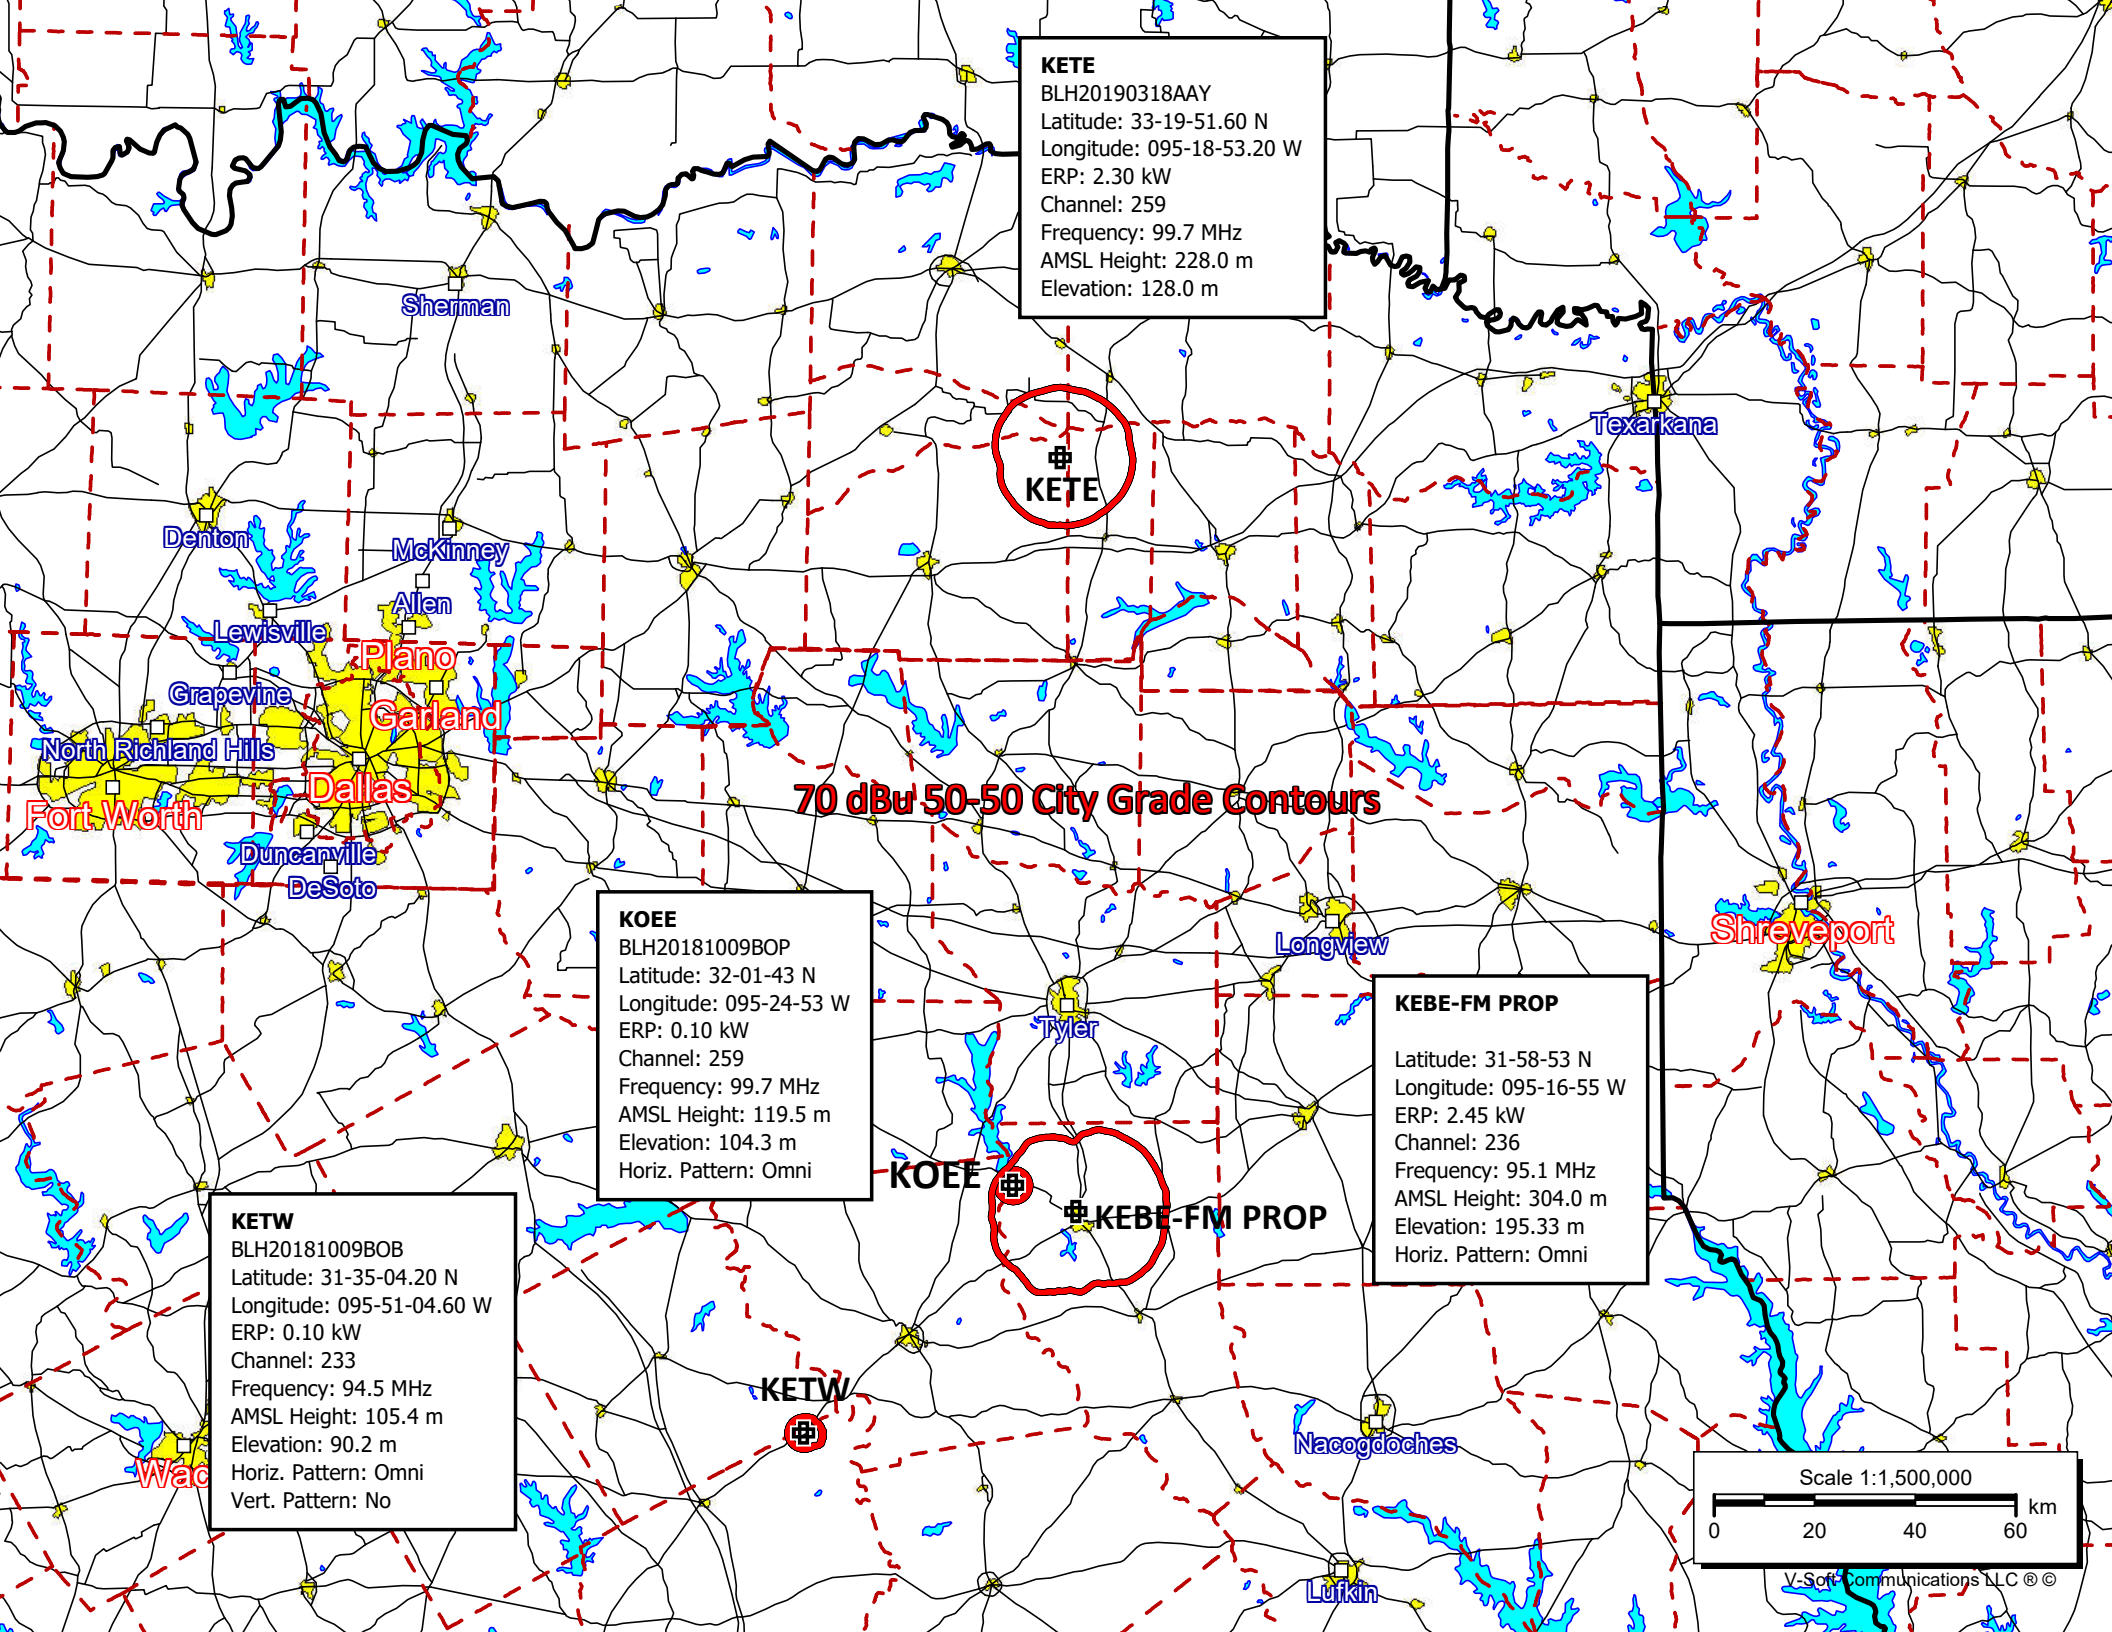 KETE
BLH20190318AAY
Latitude: 33-19-51.60 N
Longitude: 095-18-53.20 W
ERP: 2.30 kW
Channel: 259
Frequency: 99.7 MHz
AMSL Height: 228.0 m
Elevation: 128.0 m
Sherman
Texarkana
KETE
Denton
McKinney
Allen
Lewisville
Plano
Grapevine
Garland
North Richland Hills
Dallas
Fort Worth
70 dBu 50-50 City Grade Contours
Duncanville
DeSoto
KOEE
BLH20181009BOP
Latitude: 32-01-43 N
Longitude: 095-24-53 W
ERP: 0.10 kW
Channel: 259
Frequency: 99.7 MHz
AMSL Height: 119.5 m
Elevation: 104.3 m
Horiz. Pattern: Omni
Longview
Shreveport
Tyler
KEBE-FM PROP
Latitude: 31-58-53 N
Longitude: 095-16-55 W
ERP: 2.45 kW
Channel: 236
Frequency: 95.1 MHz
AMSL Height: 304.0 m
Elevation: 195.33 m
Horiz. Pattern: Omni
KOEE
KEBE-FM PROP
KETW
BLH20181009BOB
Latitude: 31-35-04.20 N
Longitude: 095-51-04.60 W
ERP: 0.10 kW
Channel: 233
Frequency: 94.5 MHz
AMSL Height: 105.4 m
Elevation: 90.2 m
Horiz. Pattern: Omni
Vert. Pattern: No
KETW
Wac
Nacogdoches
Lufkin
Scale 1:1,500,000
km
0 20 40 60
V-Soft Communications LLC ® ©